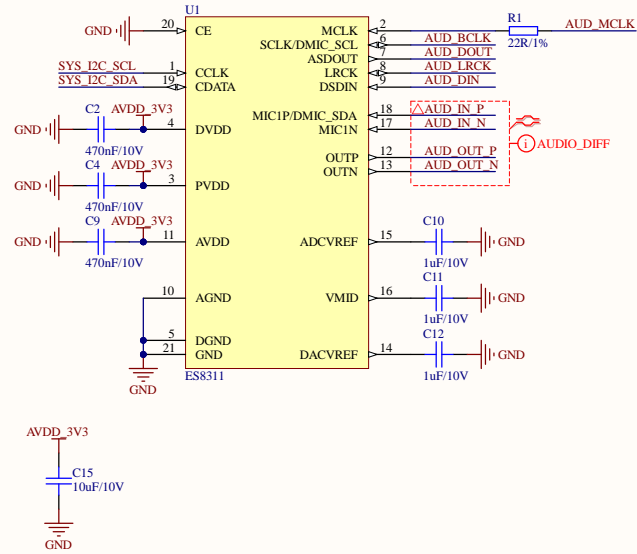 U1
20
GND
CE
MCLK
2
R1
AUD_MCLK
22R/1%
SCLK/DMIC_SCL
6
AUD_BCLK
ASDOUT
7
AUD_DOUT
SYS_I2C_SCL
1
CCLK
LRCK
8
AUD_LRCK
SYS_I2C_SDA
19
CDATA
DSDIN
9
AUD_DIN
C2
AVDD_3V3
MIC1P/DMIC_SDA
18
AUD_IN_P
GND
4
DVDD
MIC1N
17
AUD_IN_N
470nF/10V
i
AUDIO_DIFF
OUTP
12
AUD_OUT_P
C4
AVDD_3V3
OUTN
13
AUD_OUT_N
GND
3
PVDD
470nF/10V
C9
AVDD_3V3
C10
GND
11
AVDD
ADCVREF
15
GND
470nF/10V
1uF/10V
C11
10
AGND
VMID
16
GND
1uF/10V
5
DGND
C12
21
GND
DACVREF
14
GND
1uF/10V
GND
ES8311
AVDD_3V3
C15
10uF/10V
GND